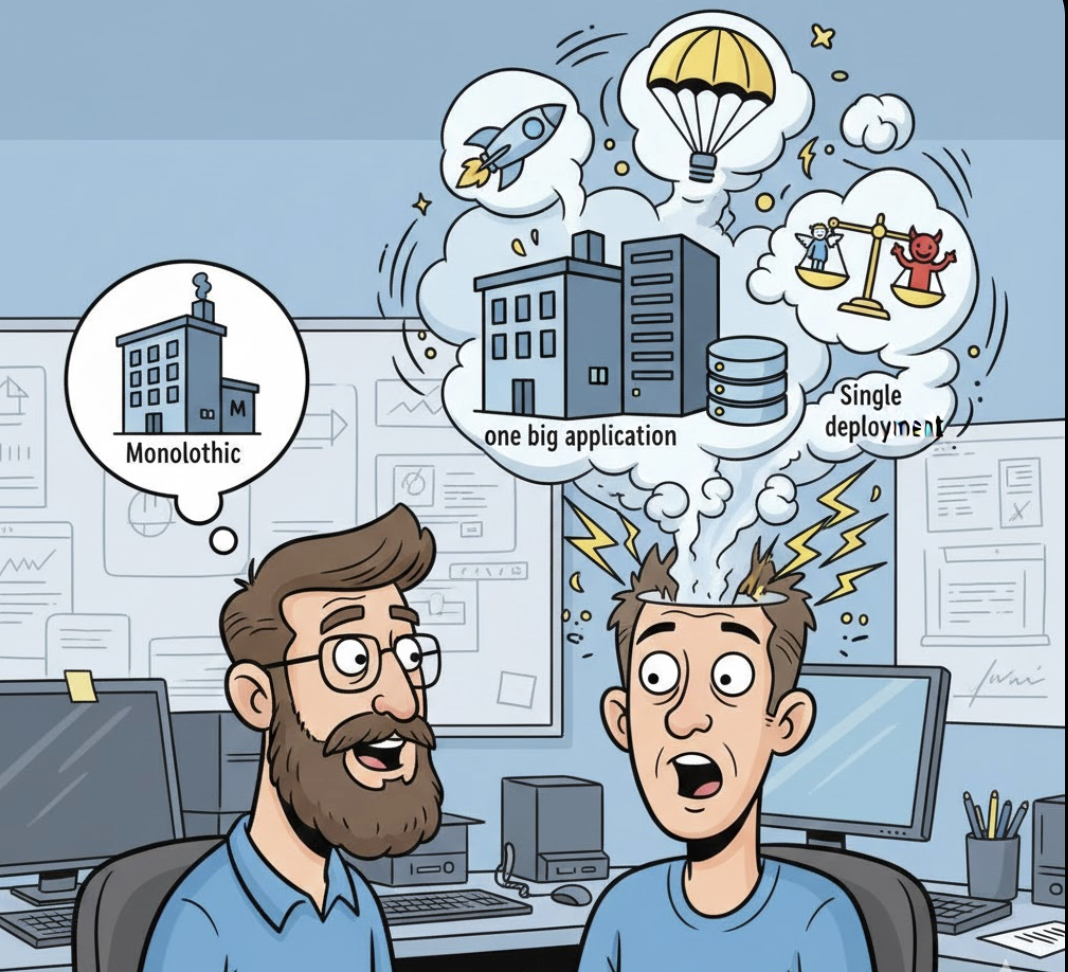 M
Monolothic
one big application
Single
deployment